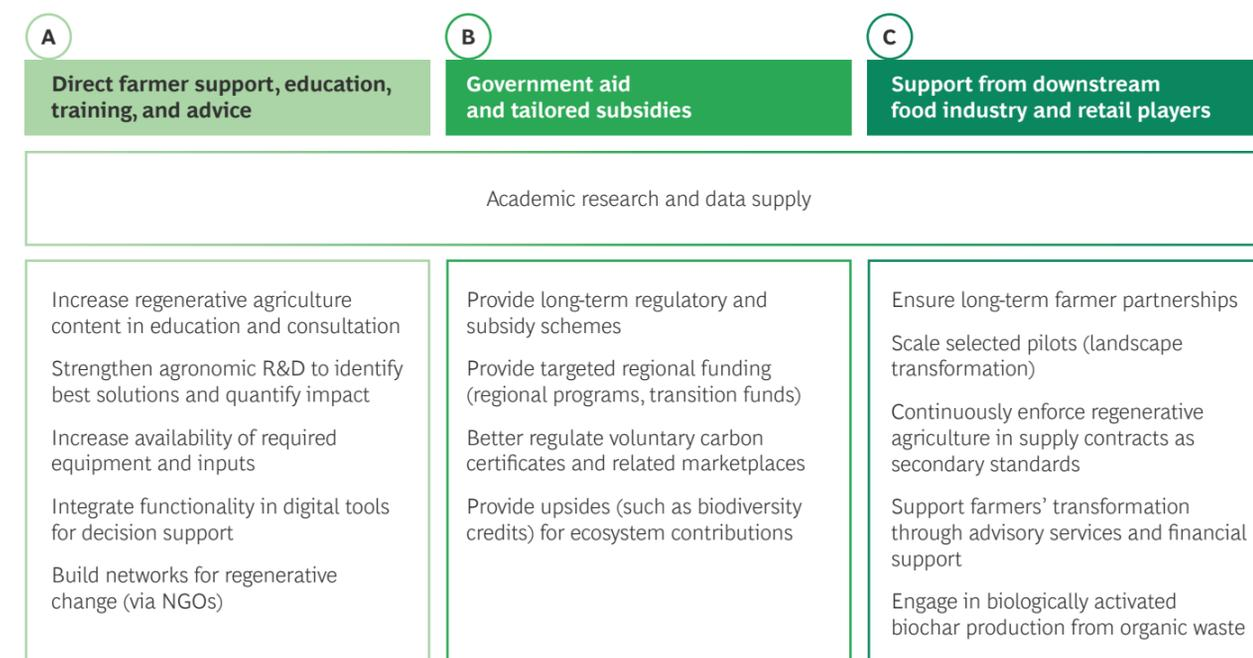 A
Direct farmer support, education,
training, and advice
B
Government aid
and tailored subsidies
C
Support from downstream
food industry and retail players
Academic research and data supply
Increase regenerative agriculture
content in education and consultation
Strengthen agronomic R&D to identify
best solutions and quantify impact
Increase availability of required
equipment and inputs
Integrate functionality in digital tools
for decision support
Build networks for regenerative
change (via NGOs)
Provide long-term regulatory and
subsidy schemes
Provide targeted regional funding
(regional programs, transition funds)
Better regulate voluntary carbon
certificates and related marketplaces
Provide upsides (such as biodiversity
credits) for ecosystem contributions
Ensure long-term farmer partnerships
Scale selected pilots (landscape
transformation)
Continuously enforce regenerative
agriculture in supply contracts as
secondary standards
Support farmers’ transformation
through advisory services and financial
support
Engage in biologically activated
biochar production from organic waste